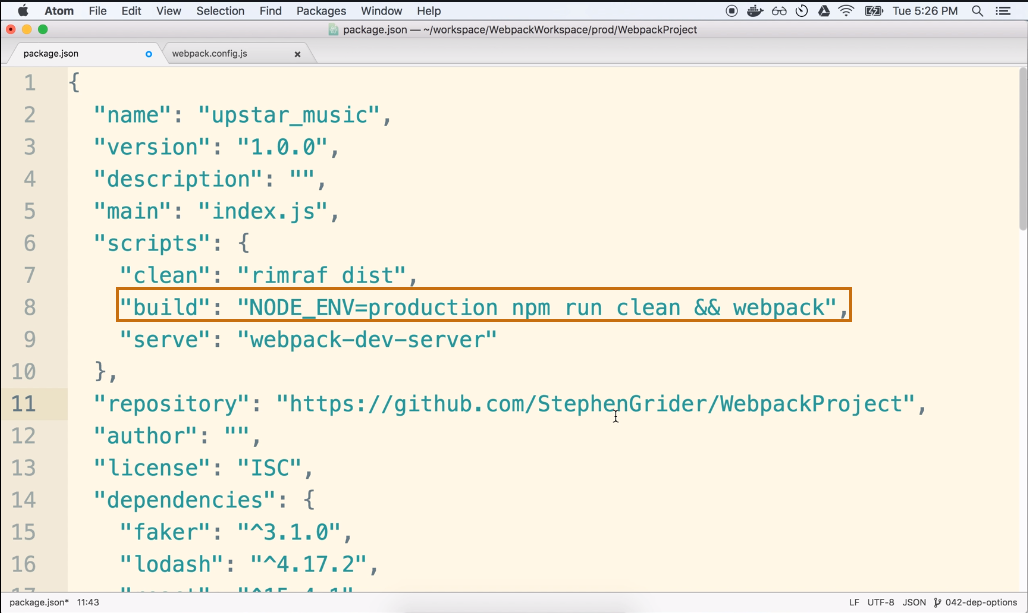 Atom File Edit View Selection Find Packages Window Help Tue 5:26 PM
package.json — ~/workspace/WebpackWorkspace/prod/WebpackProject
package.json webpack.config.js
1 {
2 "name": "upstar_music",
3 "version": "1.0.0",
4 "description": "",
5 "main": "index.js",
6 "scripts": {
7 "clean": "rimraf dist",
8 "build": "NODE_ENV=production npm run clean && webpack",
9 "serve": "webpack-dev-server"
10 },
11 "repository": "https://github.com/StephenGrider/WebpackProject",
12 "author": "",
13 "license": "ISC",
14 "dependencies": {
15 "faker": "^3.1.0",
16 "lodash": "^4.17.2",
package.json* 11:43 LF UTF-8 JSON 042-dep-options